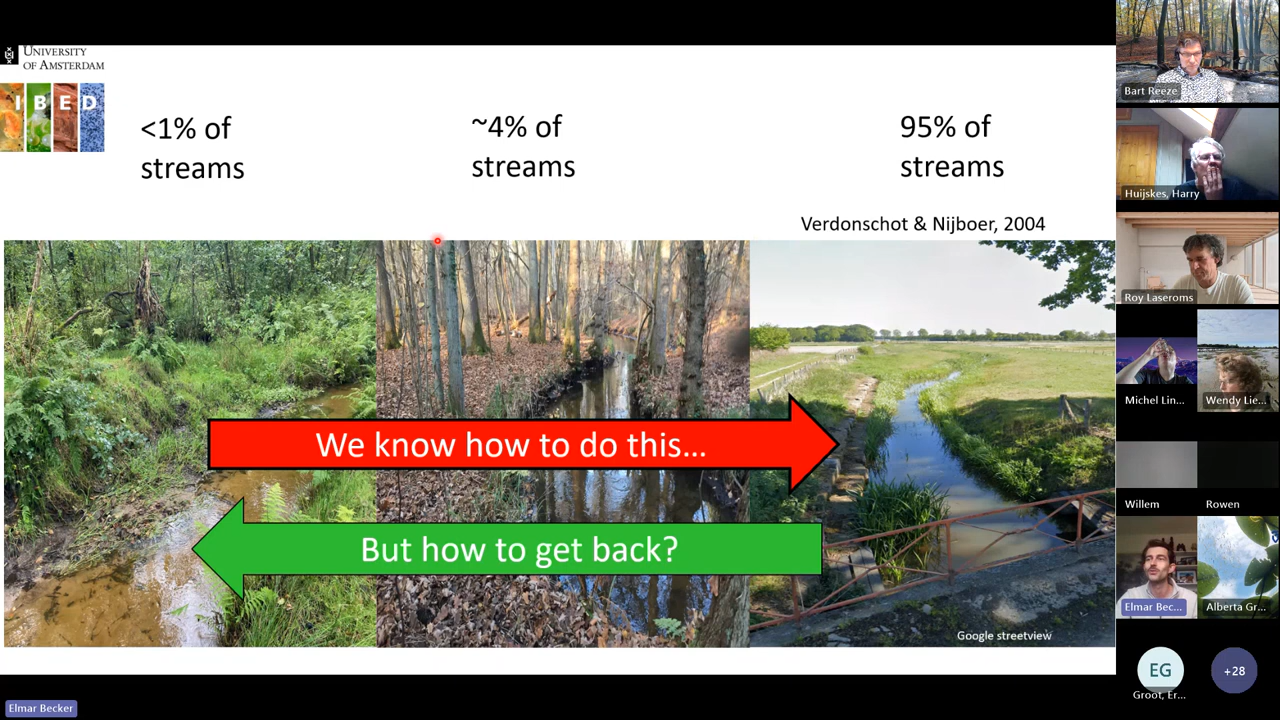 UNIVERSITY
OF AMSTERDAM
I B E D
<1% of
streams
~4% of
streams
95% of
streams
Verdonschot & Nijboer, 2004
We know how to do this...
But how to get back?
Google streetview
Elmar Becker
Bart Reeze
Huijskes, Harry
Roy Laseroms
Michel Lin...
Wendy Lie...
Willem
Rowen
Elmar Bec...
Alberta Gr...
EG
Groot, Er...
+28